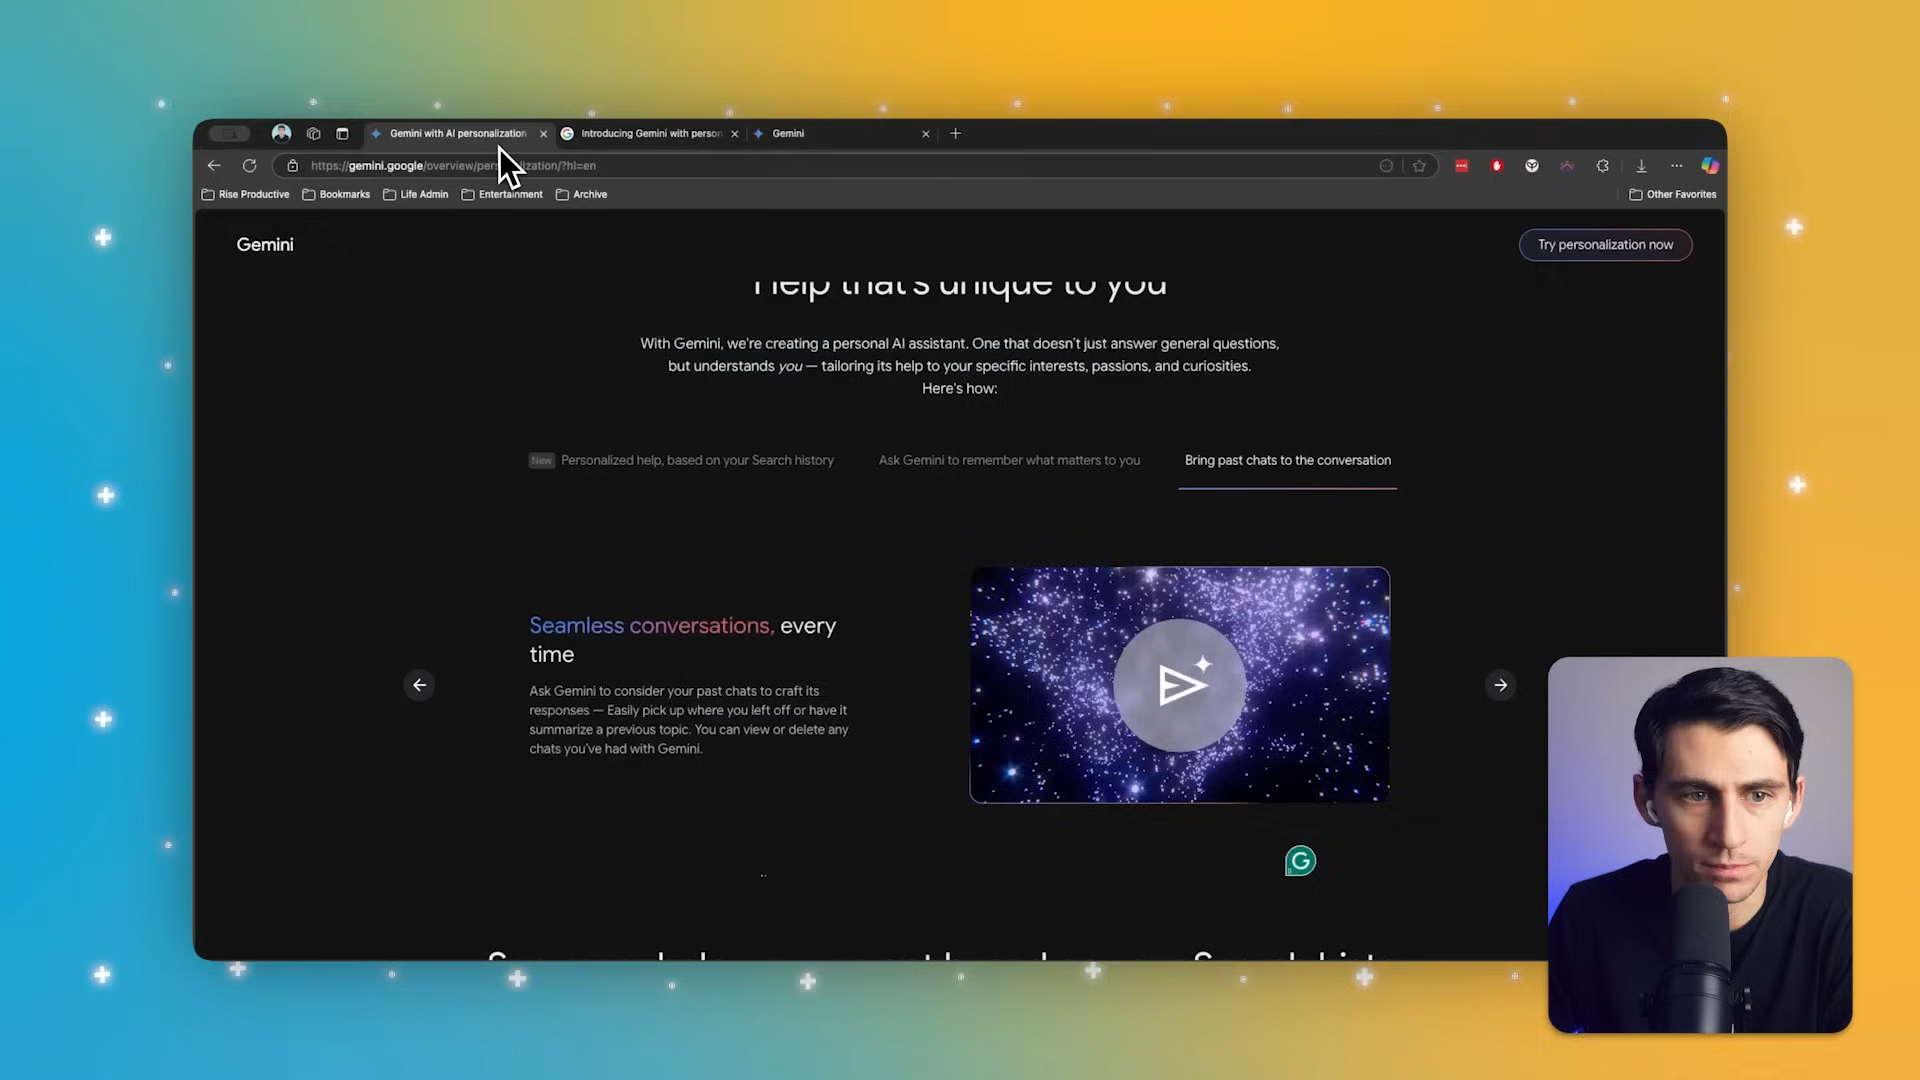 Gemini with AI personalization
Introducing Gemini with person
Gemini
https://gemini.google/overview/personalization/?hl=en
Rise Productive
Bookmarks
Life Admin
Entertainment
Archive
Other Favorites
Gemini
Try personalization now
Help that's unique to you
With Gemini, we're creating a personal AI assistant. One that doesn't just answer general questions,
but understands you — tailoring its help to your specific interests, passions, and curiosities.
Here's how:
New Personalized help, based on your Search history
Ask Gemini to remember what matters to you
Bring past chats to the conversation
Seamless conversations, every
time
Ask Gemini to consider your past chats to craft its
responses — Easily pick up where you left off or have it
summarize a previous topic. You can view or delete any
chats you've had with Gemini.
G